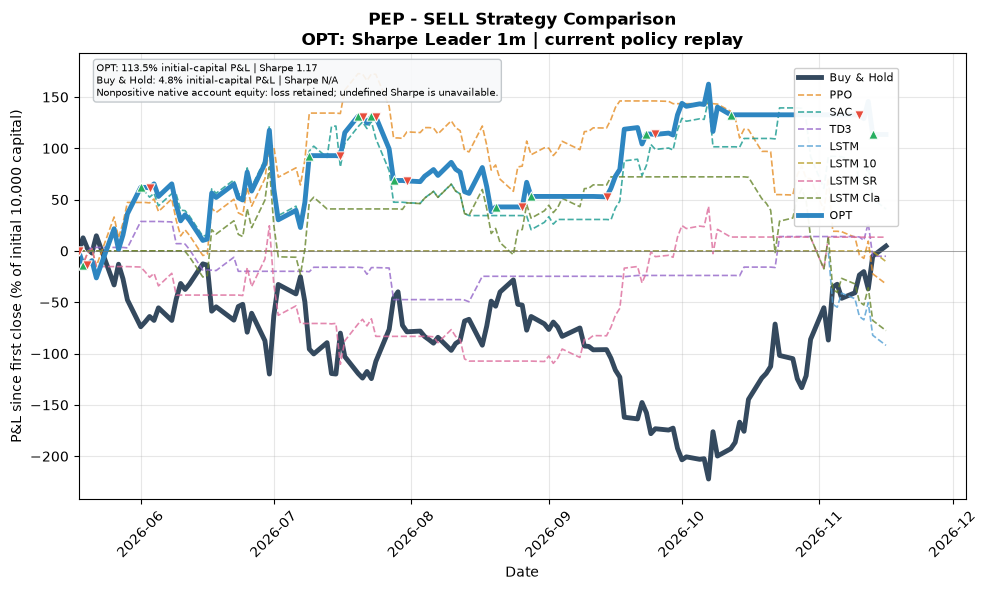 PEP - SELL Strategy Comparison
OPT: Sharpe Leader 1m | current policy replay
OPT: 113.5% initial-capital P&L | Sharpe 1.17
Buy & Hold: 4.8% initial-capital P&L | Sharpe N/A
Nonpositive native account equity: loss retained; undefined Sharpe is unavailable.
Buy & Hold
PPO
SAC
TD3
LSTM
LSTM 10
LSTM SR
LSTM Cla
OPT
P&L since first close (% of initial 10,000 capital)
150
100
50
0
−50
−100
−150
−200
2026-06
2026-07
2026-08
2026-09
2026-10
2026-11
2026-12
Date